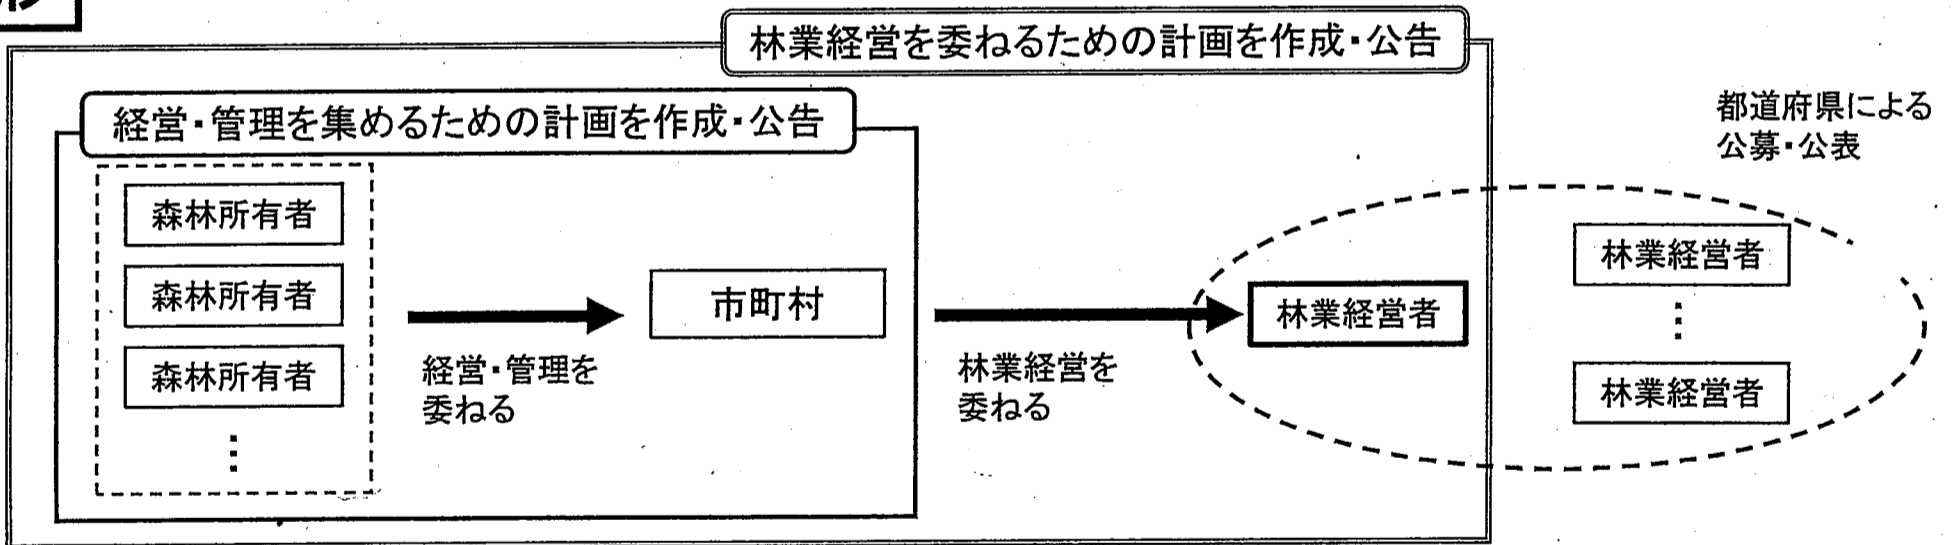 林業経営を委ねるための計画を作成・公告
経営・管理を集めるための計画を作成・公告
都道府県による
公募・公表
森林所有者
森林所有者
森林所有者
⋮
経営・管理を
委ねる
市町村
林業経営を
委ねる
林業経営者
林業経営者
⋮
林業経営者